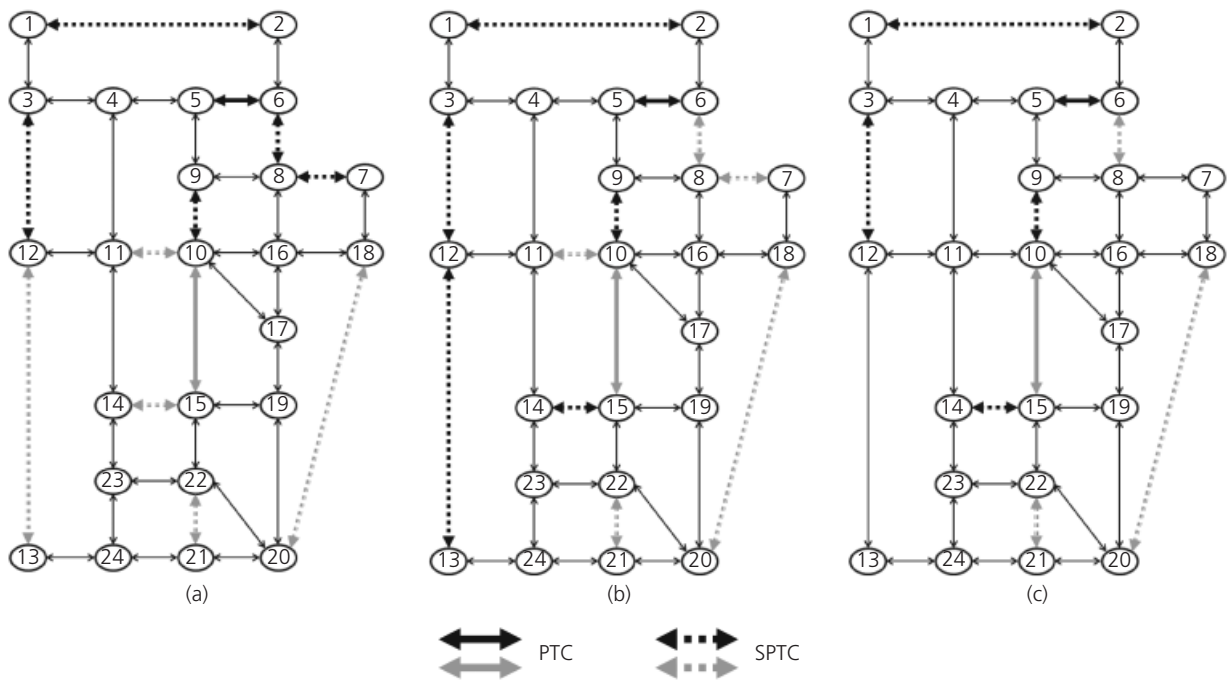 1 2 1 2 1 2
3 4 5 6 3 4 5 6 3 4 5 6
9 8 7 9 8 7 9 8 7
12 11 10 16 18 12 11 10 16 18 12 11 10 16 18
17 17 17
14 15 19 14 15 19 14 15 19
23 22 23 22 23 22
13 24 21 20 13 24 21 20 13 24 21 20
(a) (b) (c)
PTC SPTC